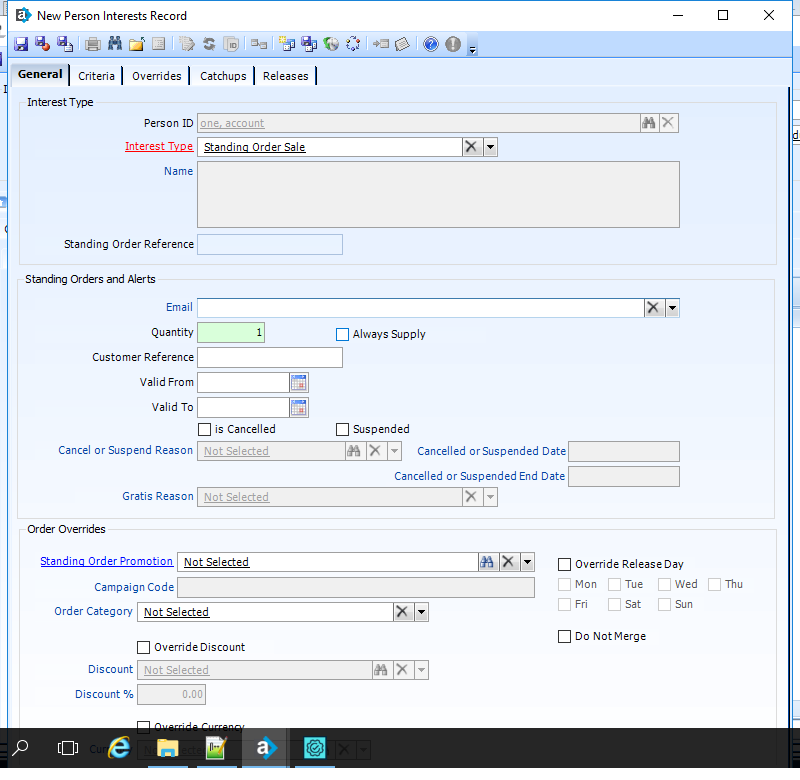 New Person Interests Record
General Criteria Overrides Catchups Releases
Interest Type
Person ID one, account
Interest Type Standing Order Sale
Name
Standing Order Reference
Standing Orders and Alerts
Email
Quantity 1 Always Supply
Customer Reference
Valid From
Valid To
is Cancelled Suspended
Cancel or Suspend Reason Not Selected Cancelled or Suspended Date
Cancelled or Suspended End Date
Gratis Reason Not Selected
Order Overrides
Standing Order Promotion Not Selected Override Release Day
Campaign Code Mon Tue Wed Thu
Order Category Not Selected Fri Sat Sun
Override Discount Do Not Merge
Discount Not Selected
Discount % 0.00
Override Currency